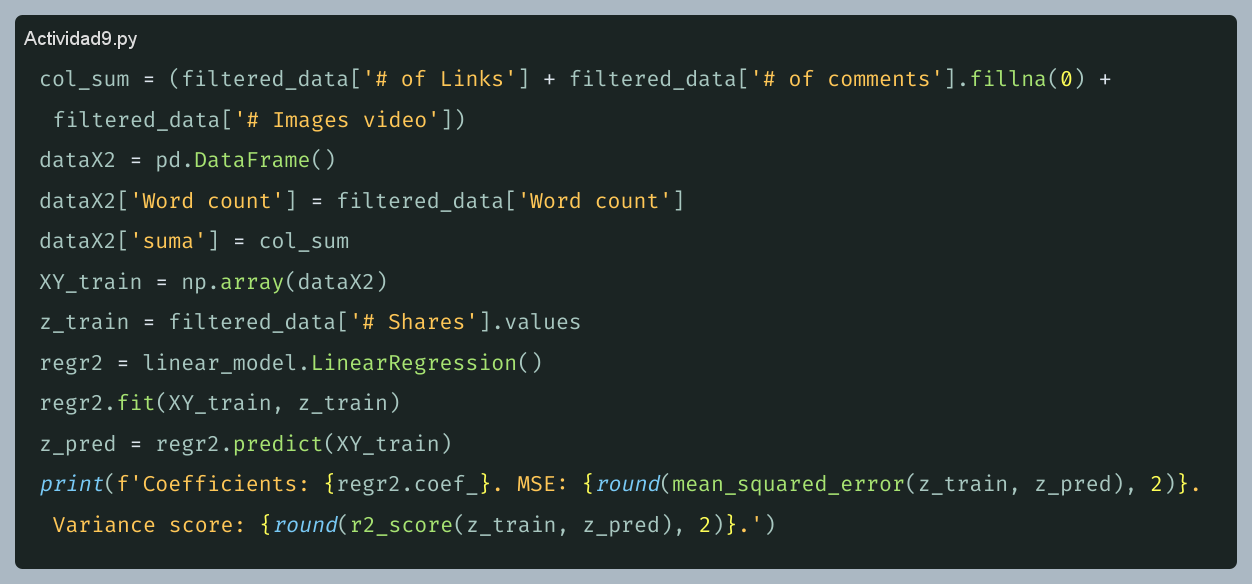 Actividad9.py
col_sum = (filtered_data['# of Links'] + filtered_data['# of comments'].fillna(0) +
filtered_data['# Images video'])
dataX2 = pd.DataFrame()
dataX2['Word count'] = filtered_data['Word count']
dataX2['suma'] = col_sum
XY_train = np.array(dataX2)
z_train = filtered_data['# Shares'].values
regr2 = linear_model.LinearRegression()
regr2.fit(XY_train, z_train)
z_pred = regr2.predict(XY_train)
print(f'Coefficients: {regr2.coef_}. MSE: {round(mean_squared_error(z_train, z_pred), 2)}.
Variance score: {round(r2_score(z_train, z_pred), 2)}.')